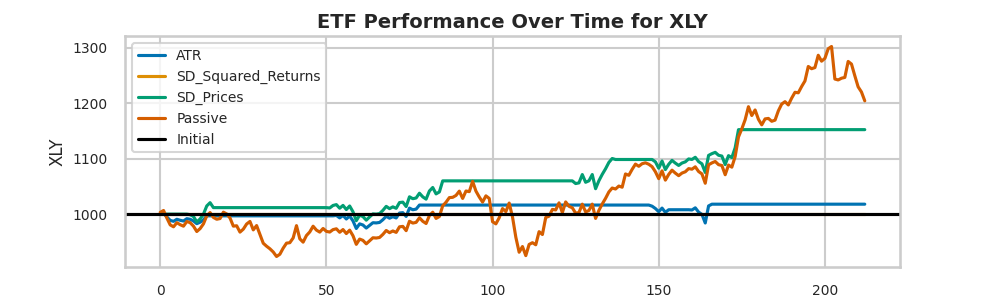 ETF Performance Over Time for XLY
XLY
1300
1200
1100
1000
ATR
SD_Squared_Returns
SD_Prices
Passive
Initial
0 50 100 150 200